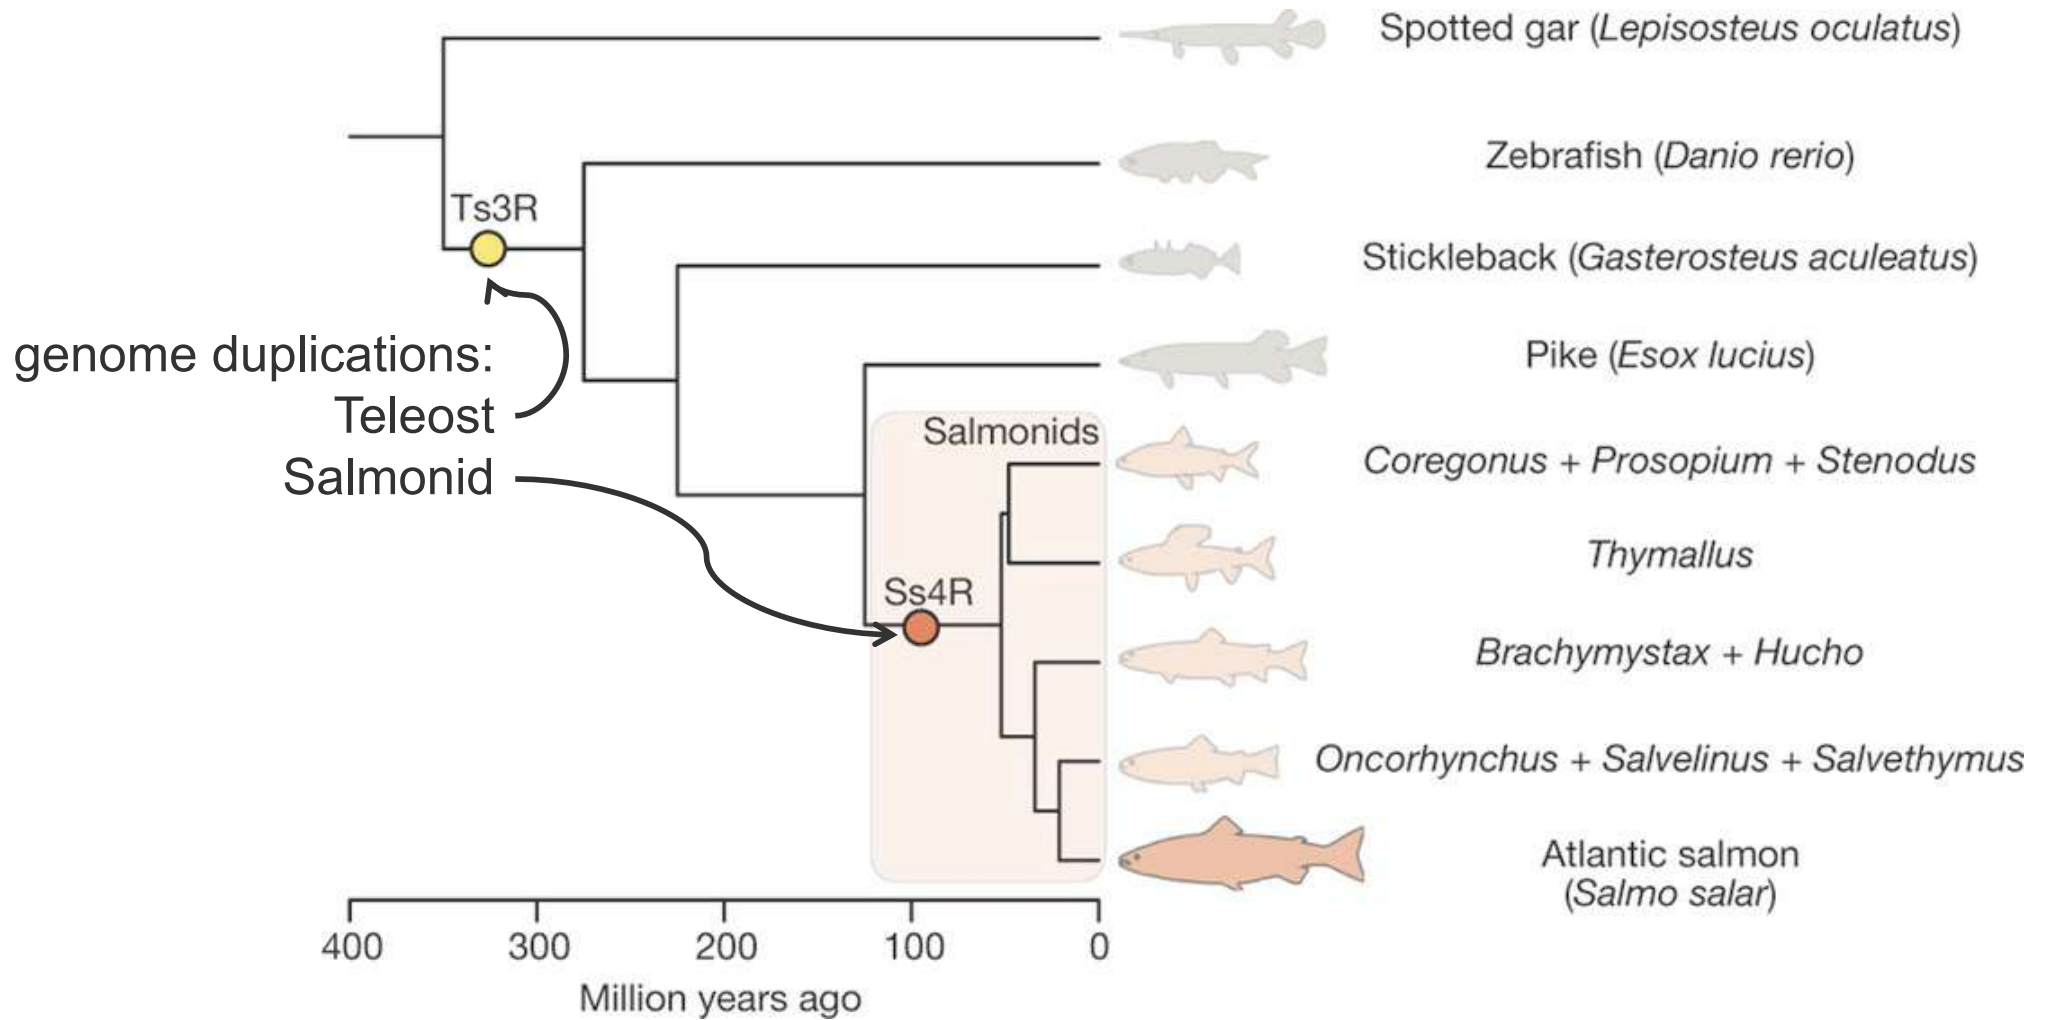 Spotted gar (Lepisosteus oculatus)
Zebrafish (Danio rerio)
Ts3R
Stickleback (Gasterosteus aculeatus)
genome duplications:
Teleost
Salmonid
Pike (Esox lucius)
Salmonids
Coregonus + Prosopium + Stenodus
Thymallus
Ss4R
Brachymystax + Hucho
Oncorhynchus + Salvelinus + Salvethymus
Atlantic salmon
(Salmo salar)
400 300 200 100 0
Million years ago